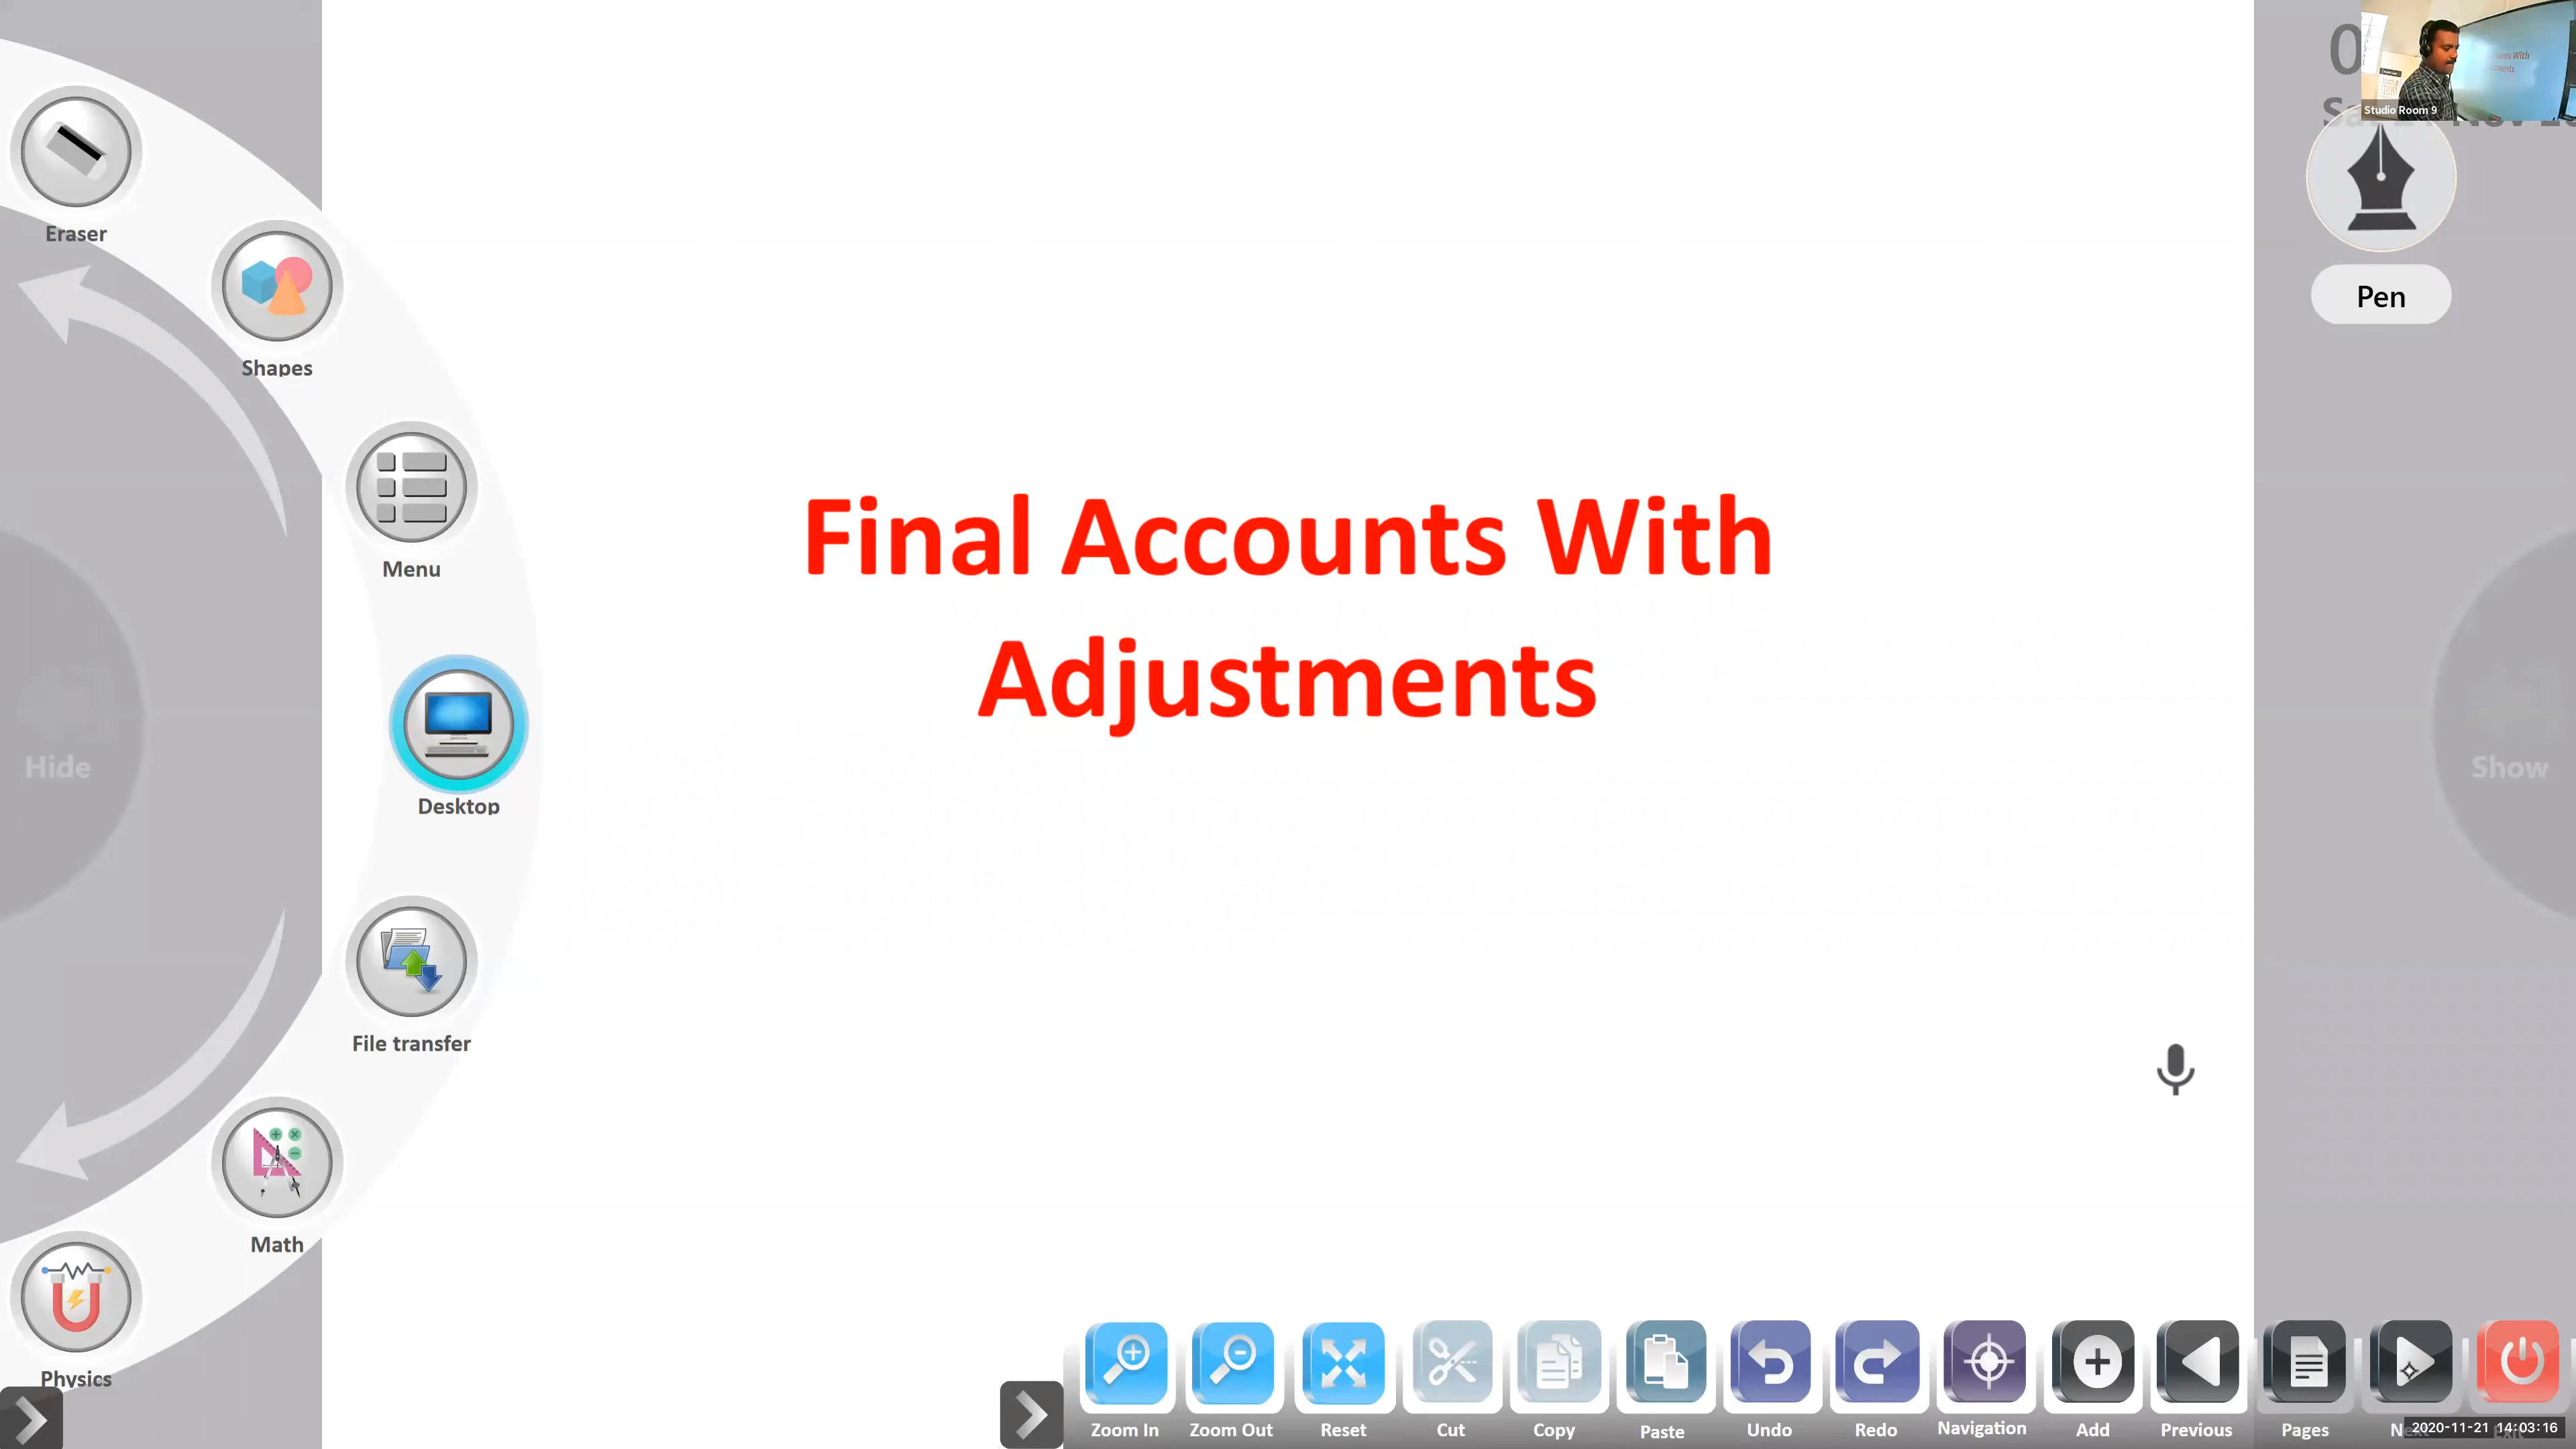 Eraser
Shapes
Menu
Hide
Desktop
File transfer
Math
Physics
Final Accounts With
Adjustments
0
Studio Room 9
Pen
Show
Zoom In
Zoom Out
Reset
Cut
Copy
Paste
Undo
Redo
Navigation
Add
Previous
Pages
2020-11-21 14:03:16